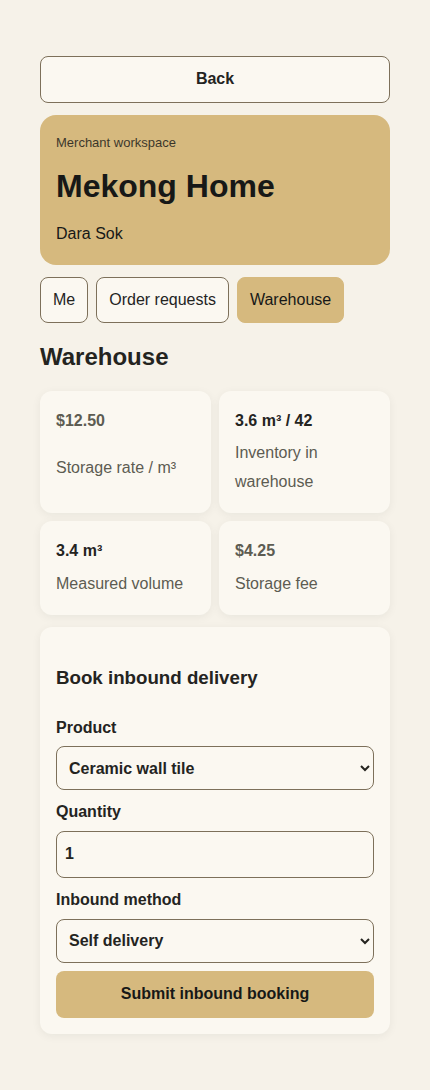 Back
Merchant workspace
Mekong Home
Dara Sok
Me
Order requests
Warehouse
Warehouse
$12.50
Storage rate / m³
3.6 m³ / 42
Inventory in
warehouse
3.4 m³
Measured volume
$4.25
Storage fee
Book inbound delivery
Product
Ceramic wall tile
Quantity
1
Inbound method
Self delivery
Submit inbound booking